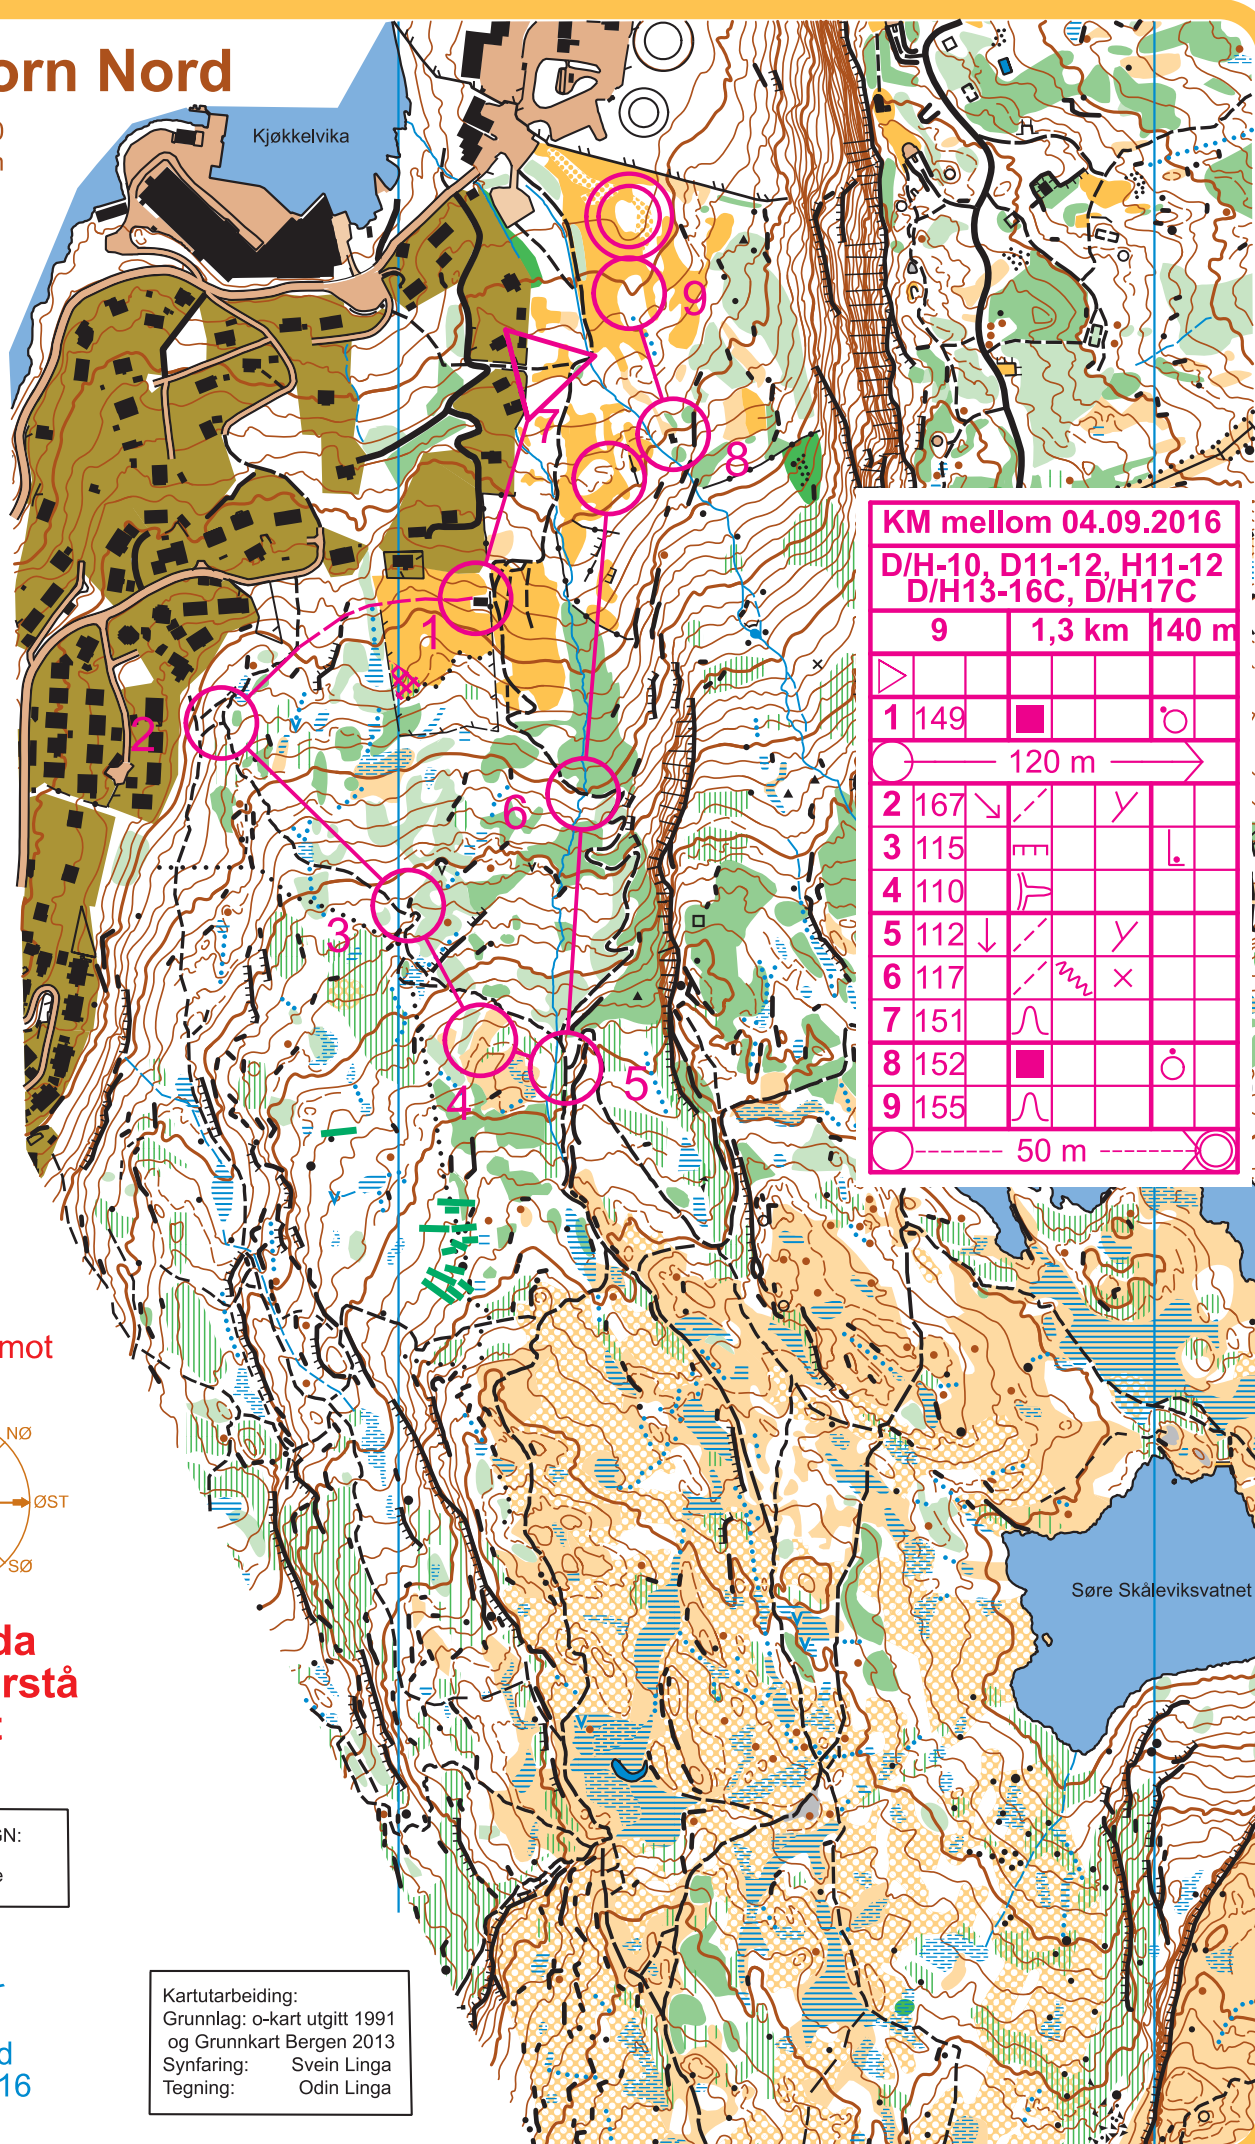 orn Nord
Kjøkkelvika
9
7
8
1
2
6
3
5
4
KM mellom 04.09.2016
D/H-10, D11-12, H11-12
D/H13-16C, D/H17C
9 1,3 km 140 m
1 149
120 m
2 167
3 115
4 110
5 112
6 117
7 151
8 152
9 155
50 m
mot
NØ
ØST
SØ
Søre Skåleviksvatnet
da
rstå
GN:
e
Kartutarbeiding:
Grunnlag: o-kart utgitt 1991
og Grunnkart Bergen 2013
Synfaring: Svein Linga
Tegning: Odin Linga
d
16